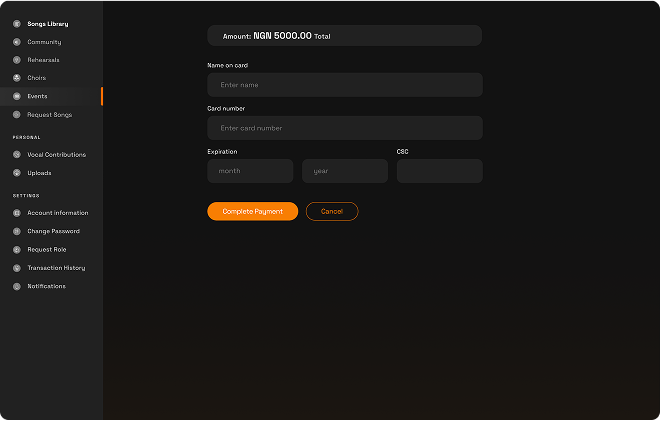 Songs Library
Community
Rehearsals
Choirs
Events
Request Songs
PERSONAL
Vocal Contributions
Uploads
SETTINGS
Account Information
Change Password
Request Role
Transaction History
Notifications
Amount: NGN 5000.00 Total
Name on card
Enter name
Card number
Enter card number
Expiration CSC
month year
Complete Payment Cancel